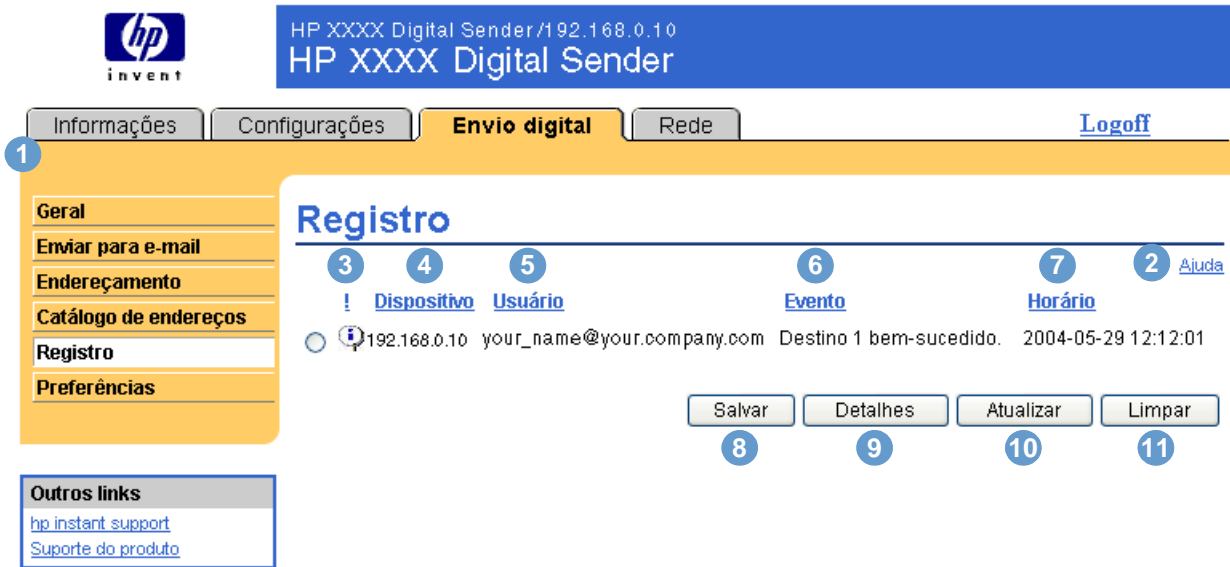 hp
invent
HP XXXX Digital Sender/192.168.0.10
HP XXXX Digital Sender
Informações Configurações Envio digital Rede Logoff
1
Geral
Enviar para e-mail
Endereçamento
Catálogo de endereços
Registro
Preferências
Registro
3 4 5 6 7 2 Ajuda
! Dispositivo Usuário Evento Horário
192.168.0.10 your_name@your.company.com Destino 1 bem-sucedido. 2004-05-29 12:12:01
Salvar Detalhes Atualizar Limpar
8 9 10 11
Outros links
hp instant support
Suporte do produto